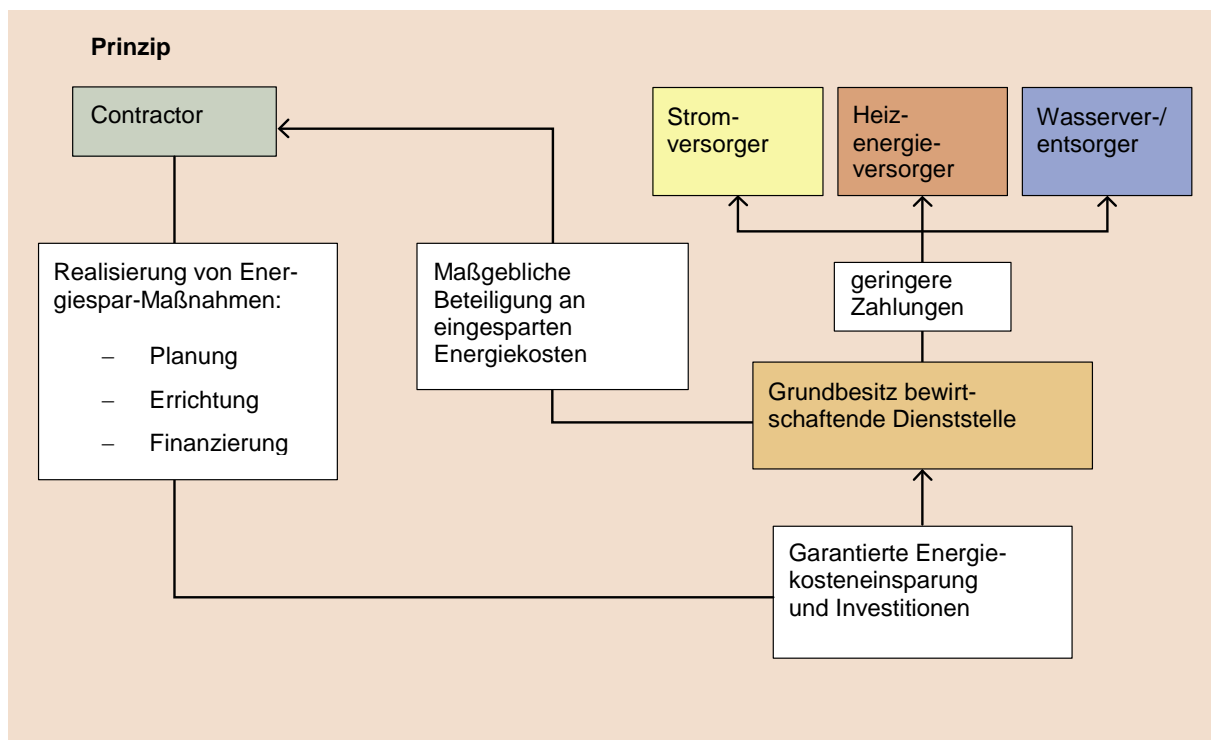 Prinzip
Contractor
Strom-
versorger
Heiz-
energie-
versorger
Wasserver-/
entsorger
Realisierung von Ener-
giespar-Maßnahmen:
– Planung
– Errichtung
– Finanzierung
Maßgebliche
Beteiligung an
eingesparten
Energiekosten
geringere
Zahlungen
Grundbesitz bewirt-
schaftende Dienststelle
Garantierte Energie-
kosteneinsparung
und Investitionen